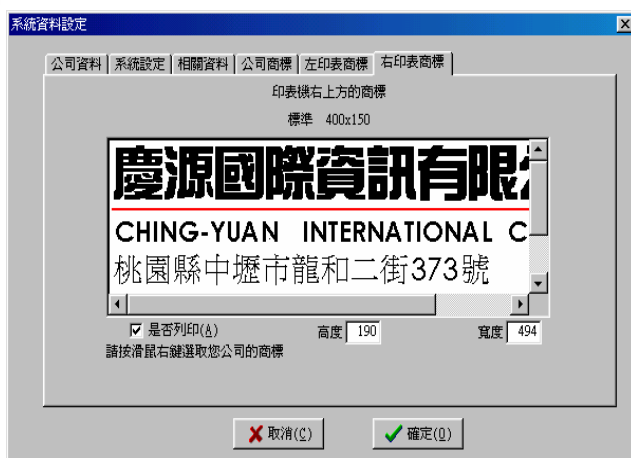 系統資料設定
公司資料 系統設定 相關資料 公司商標 左印表商標 右印表商標
印表機右上方的商標
標準 400x150
慶源國際資訊有限
CHING-YUAN INTERNATIONAL C
桃園縣中壢市龍和二街373號
是否列印(A) 高度 190 寬度 494
請按滑鼠右鍵選取您公司的商標
取消(C) 確定(O)